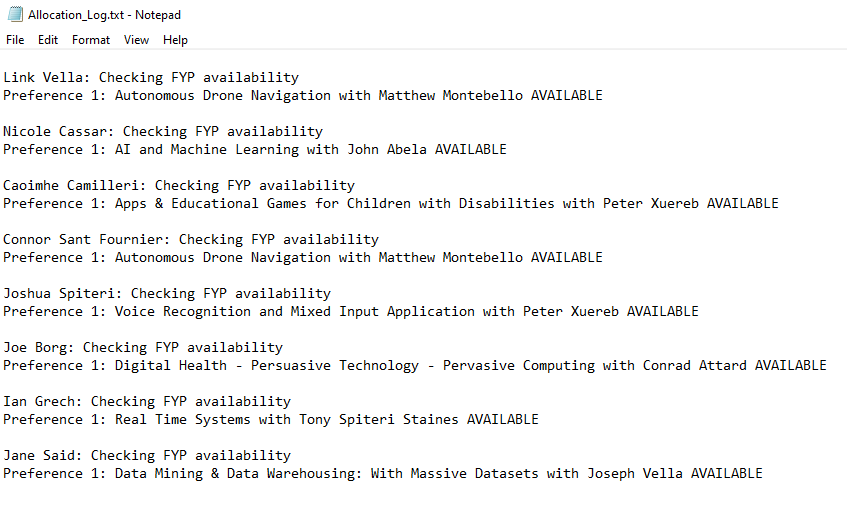 Allocation_Log.txt - Notepad
File Edit Format View Help
Link Vella: Checking FYP availability
Preference 1: Autonomous Drone Navigation with Matthew Montebello AVAILABLE
Nicole Cassar: Checking FYP availability
Preference 1: AI and Machine Learning with John Abela AVAILABLE
Caoimhe Camilleri: Checking FYP availability
Preference 1: Apps & Educational Games for Children with Disabilities with Peter Xuereb AVAILABLE
Connor Sant Fournier: Checking FYP availability
Preference 1: Autonomous Drone Navigation with Matthew Montebello AVAILABLE
Joshua Spiteri: Checking FYP availability
Preference 1: Voice Recognition and Mixed Input Application with Peter Xuereb AVAILABLE
Joe Borg: Checking FYP availability
Preference 1: Digital Health - Persuasive Technology - Pervasive Computing with Conrad Attard AVAILABLE
Ian Grech: Checking FYP availability
Preference 1: Real Time Systems with Tony Spiteri Staines AVAILABLE
Jane Said: Checking FYP availability
Preference 1: Data Mining & Data Warehousing: With Massive Datasets with Joseph Vella AVAILABLE